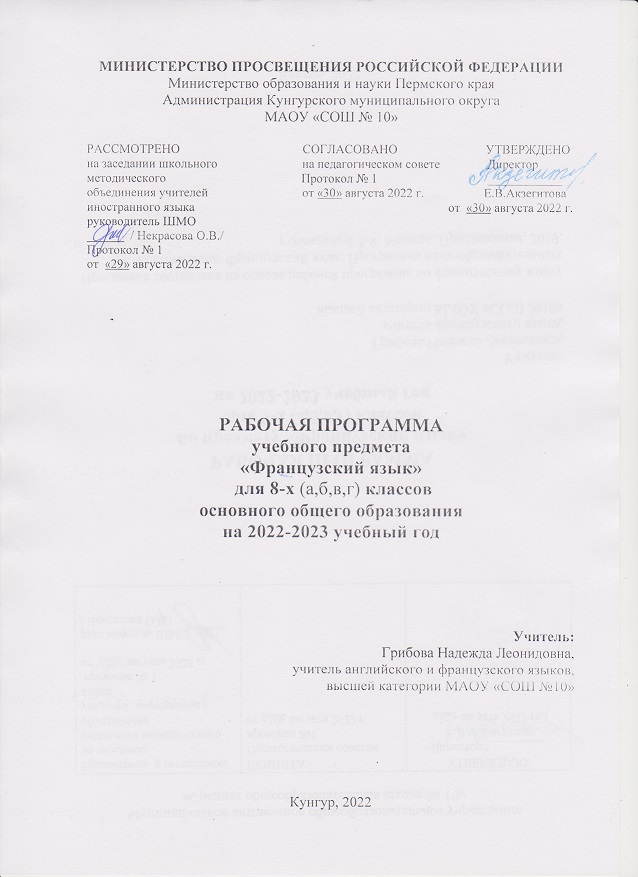 МИНИСТЕРСТВО ПРОСВЕЩЕНИЯ РОССИЙСКОЙ ФЕДЕРАЦИИ
Министерство образования и науки Пермского края
Администрация Кунгурского муниципального округа
МАОУ «СОШ № 10»
РАССМОТРЕНО
на заседании школьного
методического
объединения учителей
иностранного языка
руководитель ШМО
/ Некрасова О.В./
Протокол № 1
от «29» августа 2022 г.
СОГЛАСОВАНО
на педагогическом совете
Протокол № 1
от «30» августа 2022 г.
УТВЕРЖДЕНО
Директор
Е.В.Акзегитова
от «30» августа 2022 г.
РАБОЧАЯ ПРОГРАММА
учебного предмета
«Французский язык»
для 8-х (а,б,в,г) классов
основного общего образования
на 2022-2023 учебный год
Учитель:
Грибова Надежда Леонидовна,
учитель английского и французского языков,
высшей категории МАОУ «СОШ №10»
Кунгур, 2022